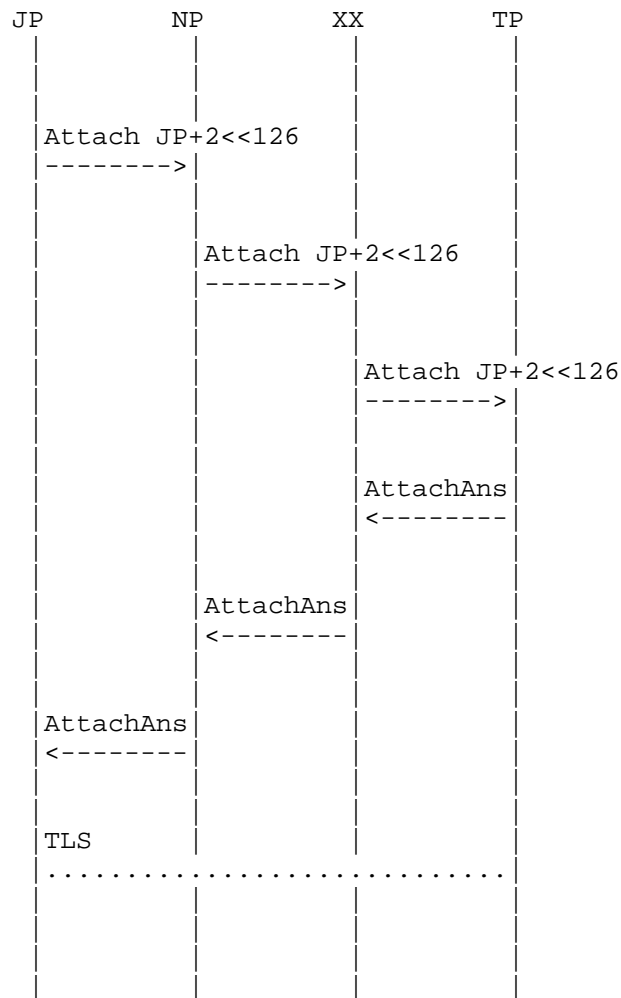 JP NP XX TP
Attach JP+2<<126
-------->
Attach JP+2<<126
-------->
Attach JP+2<<126
-------->
AttachAns
<--------
AttachAns
<--------
AttachAns
<--------
TLS
.............................